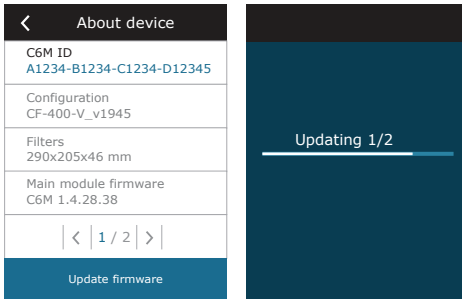 About device
C6M ID
A1234-B1234-C1234-D12345
Configuration
CF-400-V_v1945
Filters
290x205x46 mm
Main module firmware
C6M 1.4.28.38
1 / 2
Update firmware
Updating 1/2